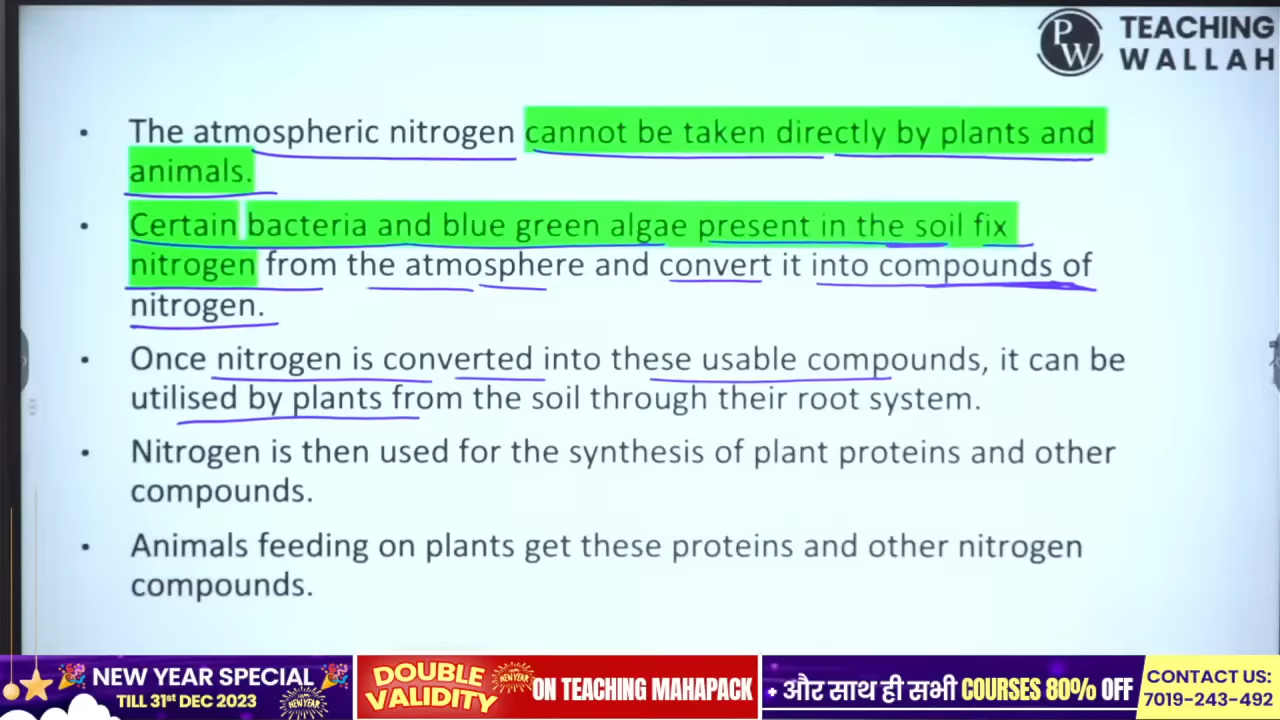 PW TEACHING
WALLAH
• The atmospheric nitrogen cannot be taken directly by plants and
animals.
• Certain bacteria and blue green algae present in the soil fix
nitrogen from the atmosphere and convert it into compounds of
nitrogen.
• Once nitrogen is converted into these usable compounds, it can be
utilised by plants from the soil through their root system.
• Nitrogen is then used for the synthesis of plant proteins and other
compounds.
• Animals feeding on plants get these proteins and other nitrogen
compounds.
NEW YEAR SPECIAL
TILL 31st DEC 2023
NEW YEAR
DOUBLE
VALIDITY
NEW YEAR
ON TEACHING MAHAPACK
+ और साथ ही सभी COURSES 80% OFF
CONTACT US:
7019-243-492